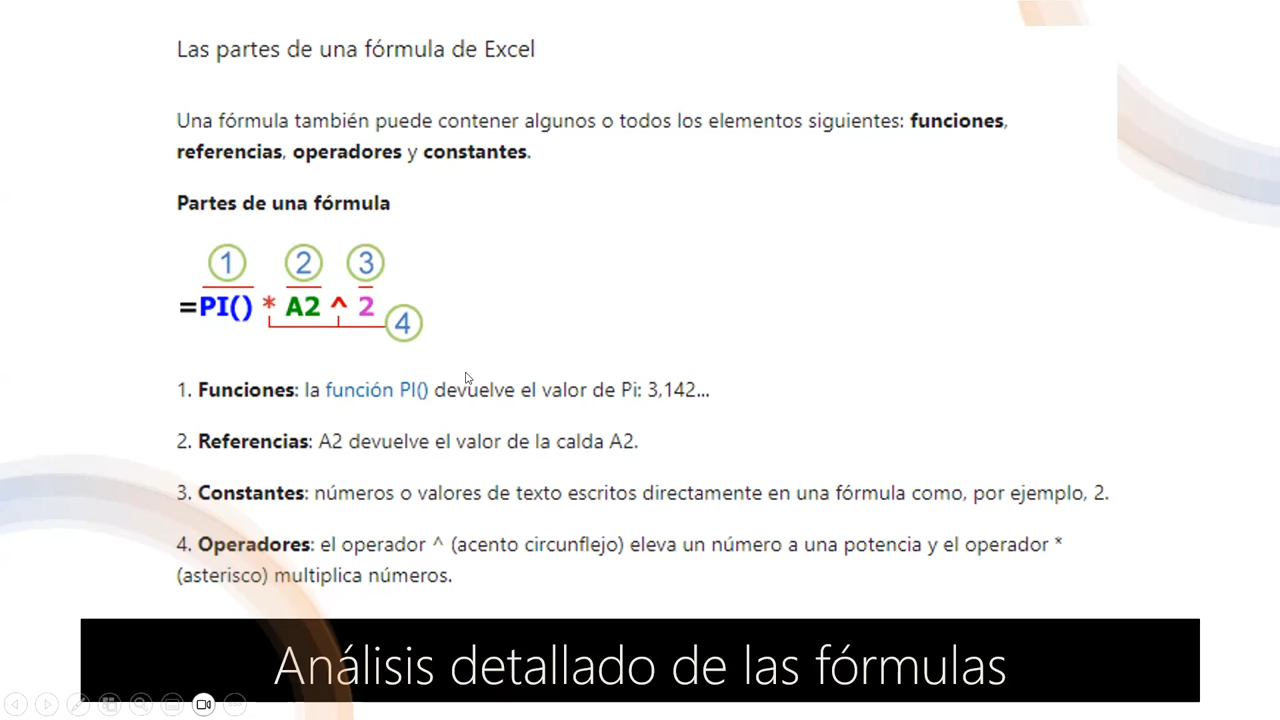 Las partes de una fórmula de Excel
Una fórmula también puede contener algunos o todos los elementos siguientes: funciones,
referencias, operadores y constantes.
Partes de una fórmula
1 2 3
=PI() * A2 ^ 2
4
1. Funciones: la función PI() devuelve el valor de Pi: 3,142...
2. Referencias: A2 devuelve el valor de la calda A2.
3. Constantes: números o valores de texto escritos directamente en una fórmula como, por ejemplo, 2.
4. Operadores: el operador ^ (acento circunflejo) eleva un número a una potencia y el operador *
(asterisco) multiplica números.
Análisis detallado de las fórmulas